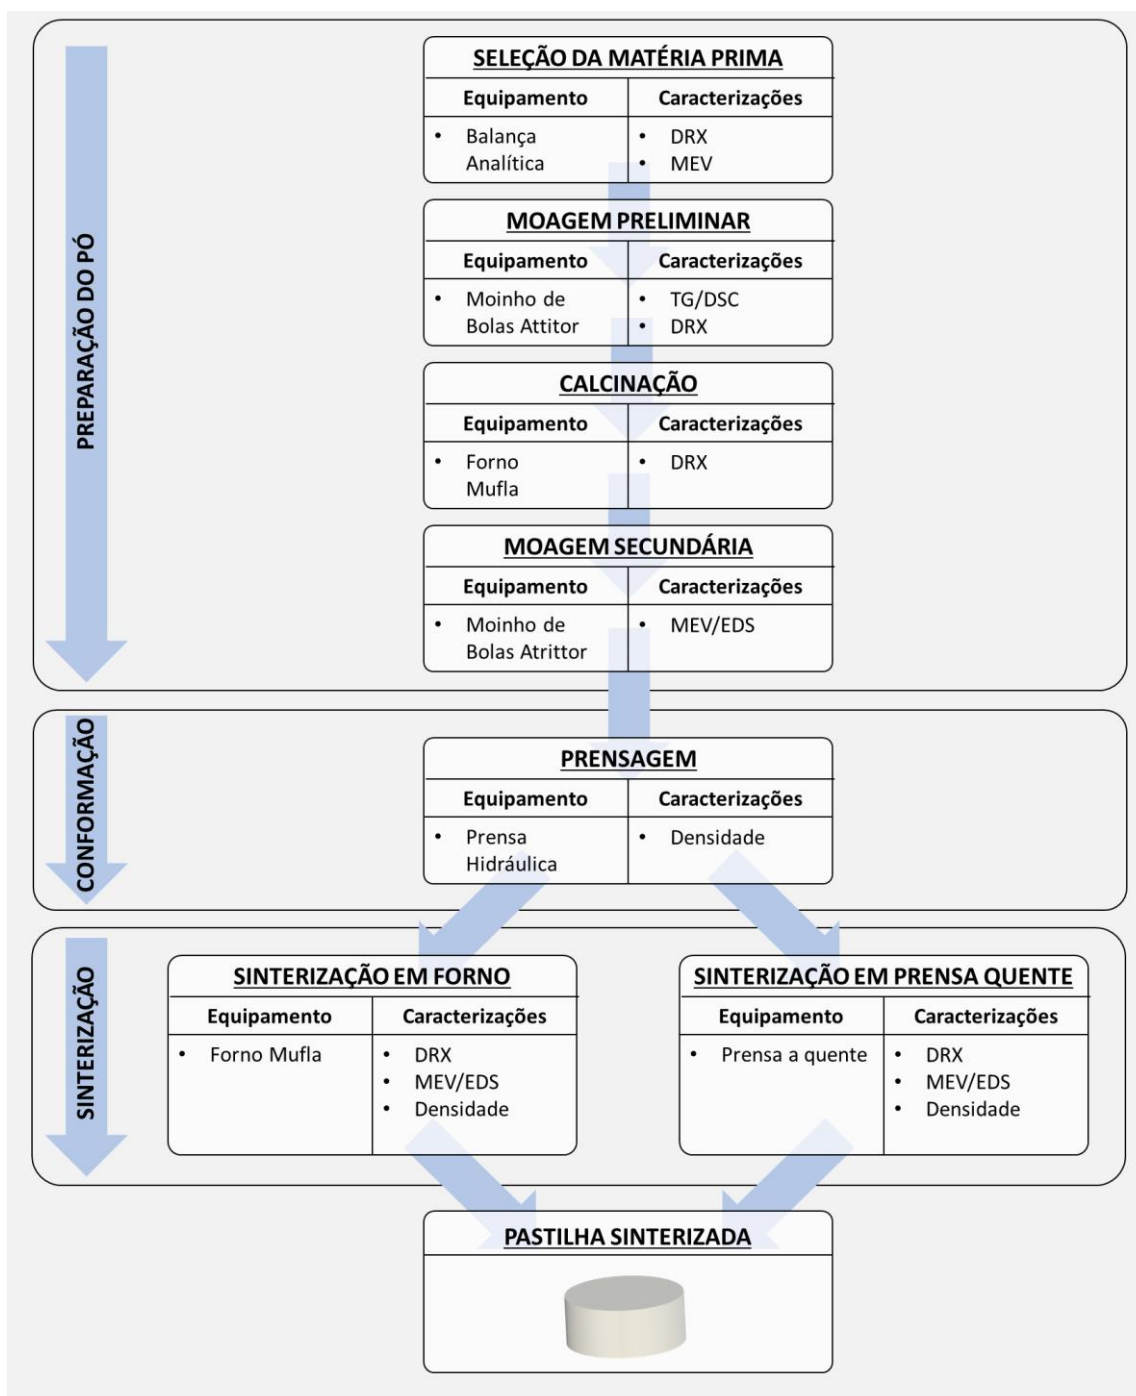 PREPARAÇÃO DO PÓ
SELEÇÃO DA MATÉRIA PRIMA
Equipamento Caracterizações
• Balança • DRX
Analítica • MEV
MOAGEM PRELIMINAR
Equipamento Caracterizações
• Moinho de • TG/DSC
Bolas Attitor • DRX
CALCINAÇÃO
Equipamento Caracterizações
• Forno • DRX
Mufla
MOAGEM SECUNDÁRIA
Equipamento Caracterizações
• Moinho de • MEV/EDS
Bolas Atrittor
CONFORMAÇÃO
PRENSAGEM
Equipamento Caracterizações
• Prensa • Densidade
Hidráulica
SINTERIZAÇÃO
SINTERIZAÇÃO EM FORNO
Equipamento Caracterizações
• Forno Mufla • DRX
• MEV/EDS
• Densidade
SINTERIZAÇÃO EM PRENSA QUENTE
Equipamento Caracterizações
• Prensa a quente • DRX
• MEV/EDS
• Densidade
PASTILHA SINTERIZADA